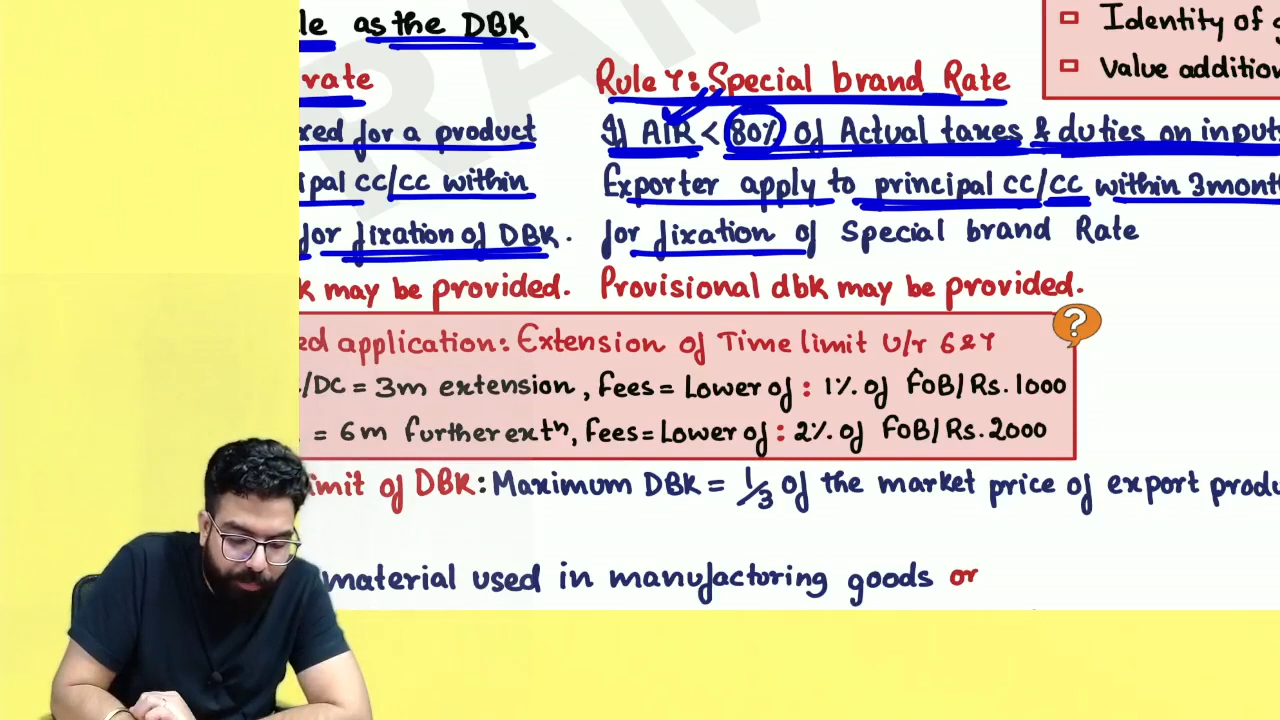 le as the DBK
rate
red for a product
ipal CC/CC within
for fixation of DBK.
k may be provided.
Rule 7: Special brand Rate
If AIR < 80% of Actual taxes & duties on inputs
Exporter apply to principal CC/CC within 3month
for fixation of Special brand Rate
Provisional dbk may be provided.
Identity of g
Value addition
ed application: Extension of Time limit U/r 6&7
/DC = 3m extension, Fees = Lower of : 1% of FOB/Rs. 1000
= 6m further extⁿ, Fees = Lower of : 2% of FOB/Rs. 2000
?
imit of DBK: Maximum DBK = 1/3 of the market price of export produ
material used in manufacturing goods or
RAM